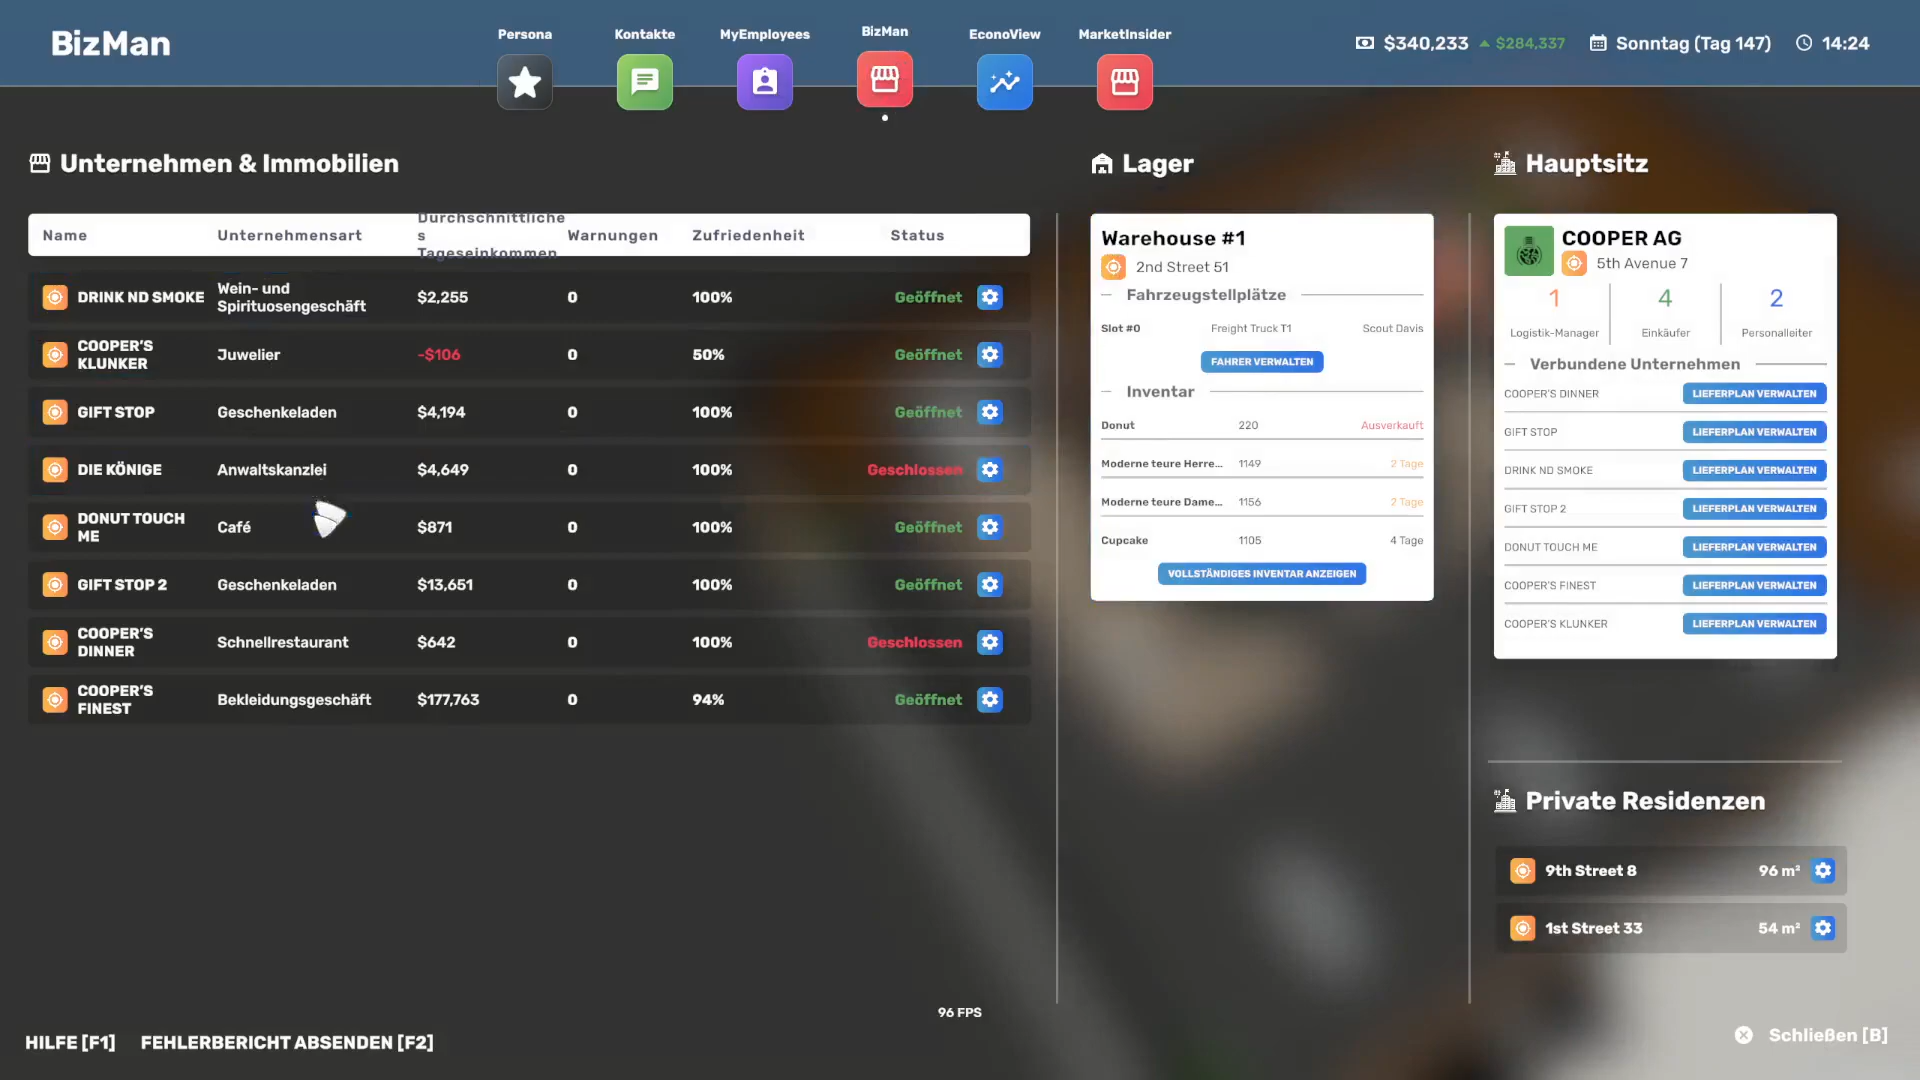 BizMan
Persona
Kontakte
MyEmployees
BizMan
EconoView
MarketInsider
$340,233 $284,337 Sonntag (Tag 147) 14:24
Unternehmen & Immobilien
Name Unternehmensart Durchschnittliche
s
Tageseinkommen Warnungen Zufriedenheit Status
DRINK ND SMOKE Wein- und
Spirituosengeschäft $2,255 0 100% Geöffnet
COOPER'S
KLUNKER Juwelier -$106 0 50% Geöffnet
GIFT STOP Geschenkeladen $4,194 0 100% Geöffnet
DIE KÖNIGE Anwaltskanzlei $4,649 0 100% Geschlossen
DONUT TOUCH
ME Café $871 0 100% Geöffnet
GIFT STOP 2 Geschenkeladen $13,651 0 100% Geöffnet
COOPER'S
DINNER Schnellrestaurant $642 0 100% Geschlossen
COOPER'S
FINEST Bekleidungsgeschäft $177,763 0 94% Geöffnet
Lager
Warehouse #1
2nd Street 51
Fahrzeugstellplätze
Slot #0 Freight Truck T1 Scout Davis
FAHRER VERWALTEN
Inventar
Donut 220 Ausverkauft
Moderne teure Herre... 1149 2 Tage
Moderne teure Dame... 1156 2 Tage
Cupcake 1105 4 Tage
VOLLSTÄNDIGES INVENTAR ANZEIGEN
Hauptsitz
COOPER AG
5th Avenue 7
1 4 2
Logistik-Manager Einkäufer Personalleiter
Verbundene Unternehmen
COOPER'S DINNER LIEFERPLAN VERWALTEN
GIFT STOP LIEFERPLAN VERWALTEN
DRINK ND SMOKE LIEFERPLAN VERWALTEN
GIFT STOP 2 LIEFERPLAN VERWALTEN
DONUT TOUCH ME LIEFERPLAN VERWALTEN
COOPER'S FINEST LIEFERPLAN VERWALTEN
COOPER'S KLUNKER LIEFERPLAN VERWALTEN
Private Residenzen
9th Street 8 96 m²
1st Street 33 54 m²
96 FPS
HILFE [F1] FEHLERBERICHT ABSENDEN [F2]
Schließen [B]